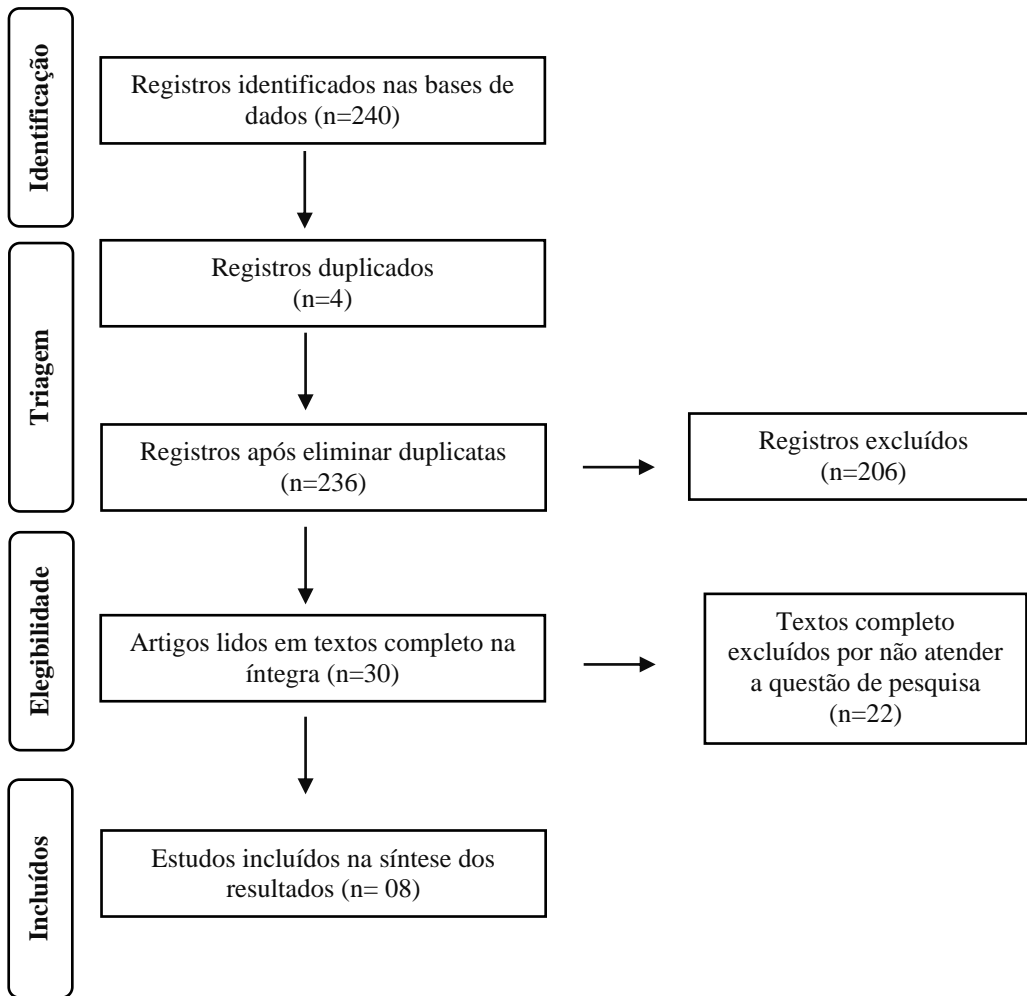 Identificação
Registros identificados nas bases de
dados (n=240)
Triagem
Registros duplicados
(n=4)
Registros após eliminar duplicatas
(n=236)
Registros excluídos
(n=206)
Elegibilidade
Artigos lidos em textos completo na
íntegra (n=30)
Textos completo
excluídos por não atender
a questão de pesquisa
(n=22)
Incluídos
Estudos incluídos na síntese dos
resultados (n= 08)